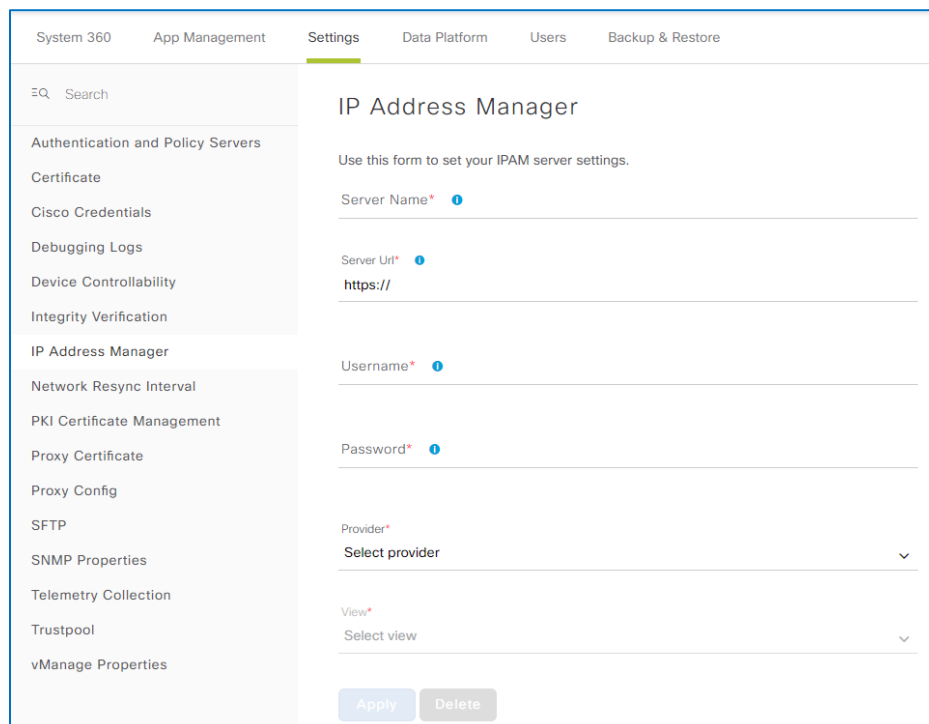 System 360 App Management Settings Data Platform Users Backup & Restore
Search
Authentication and Policy Servers
Certificate
Cisco Credentials
Debugging Logs
Device Controllability
Integrity Verification
IP Address Manager
Network Resync Interval
PKI Certificate Management
Proxy Certificate
Proxy Config
SFTP
SNMP Properties
Telemetry Collection
Trustpool
vManage Properties
IP Address Manager
Use this form to set your IPAM server settings.
Server Name*
Server Url*
https://
Username*
Password*
Provider*
Select provider
View*
Select view
Apply Delete